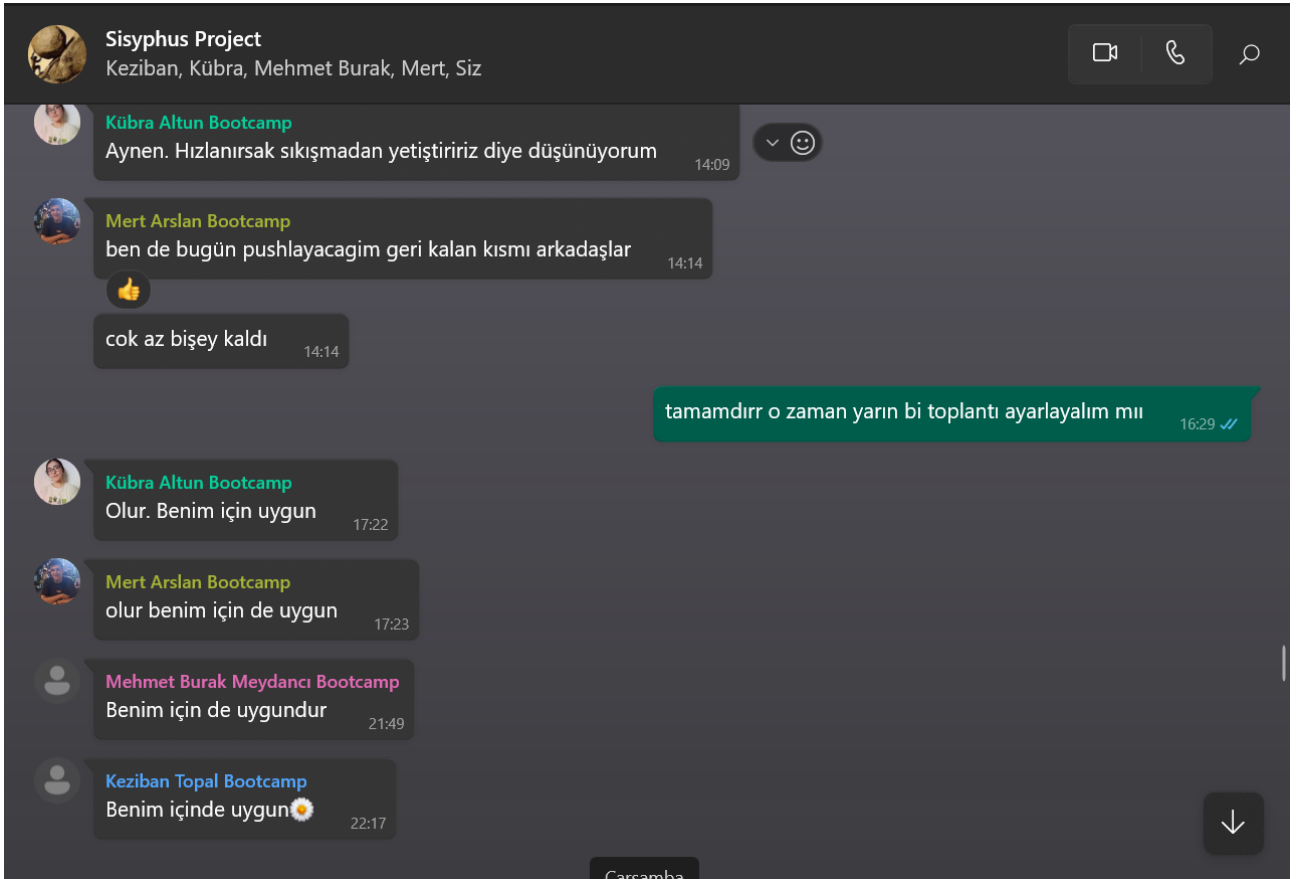 Sisyphus Project
Keziban, Kübra, Mehmet Burak, Mert, Siz
Kübra Altun Bootcamp
Aynen. Hızlanırsak sıkışmadan yetiştiririz diye düşünüyorum
14:09
Mert Arslan Bootcamp
ben de bugün pushlayacagim geri kalan kısmı arkadaşlar
14:14
cok az bişey kaldı
14:14
tamamdırr o zaman yarın bi toplantı ayarlayalım mıı
16:29
Kübra Altun Bootcamp
Olur. Benim için uygun
17:22
Mert Arslan Bootcamp
olur benim için de uygun
17:23
Mehmet Burak Meydancı Bootcamp
Benim için de uygundur
21:49
Keziban Topal Bootcamp
Benim içinde uygun🌼
22:17
Çarşamba